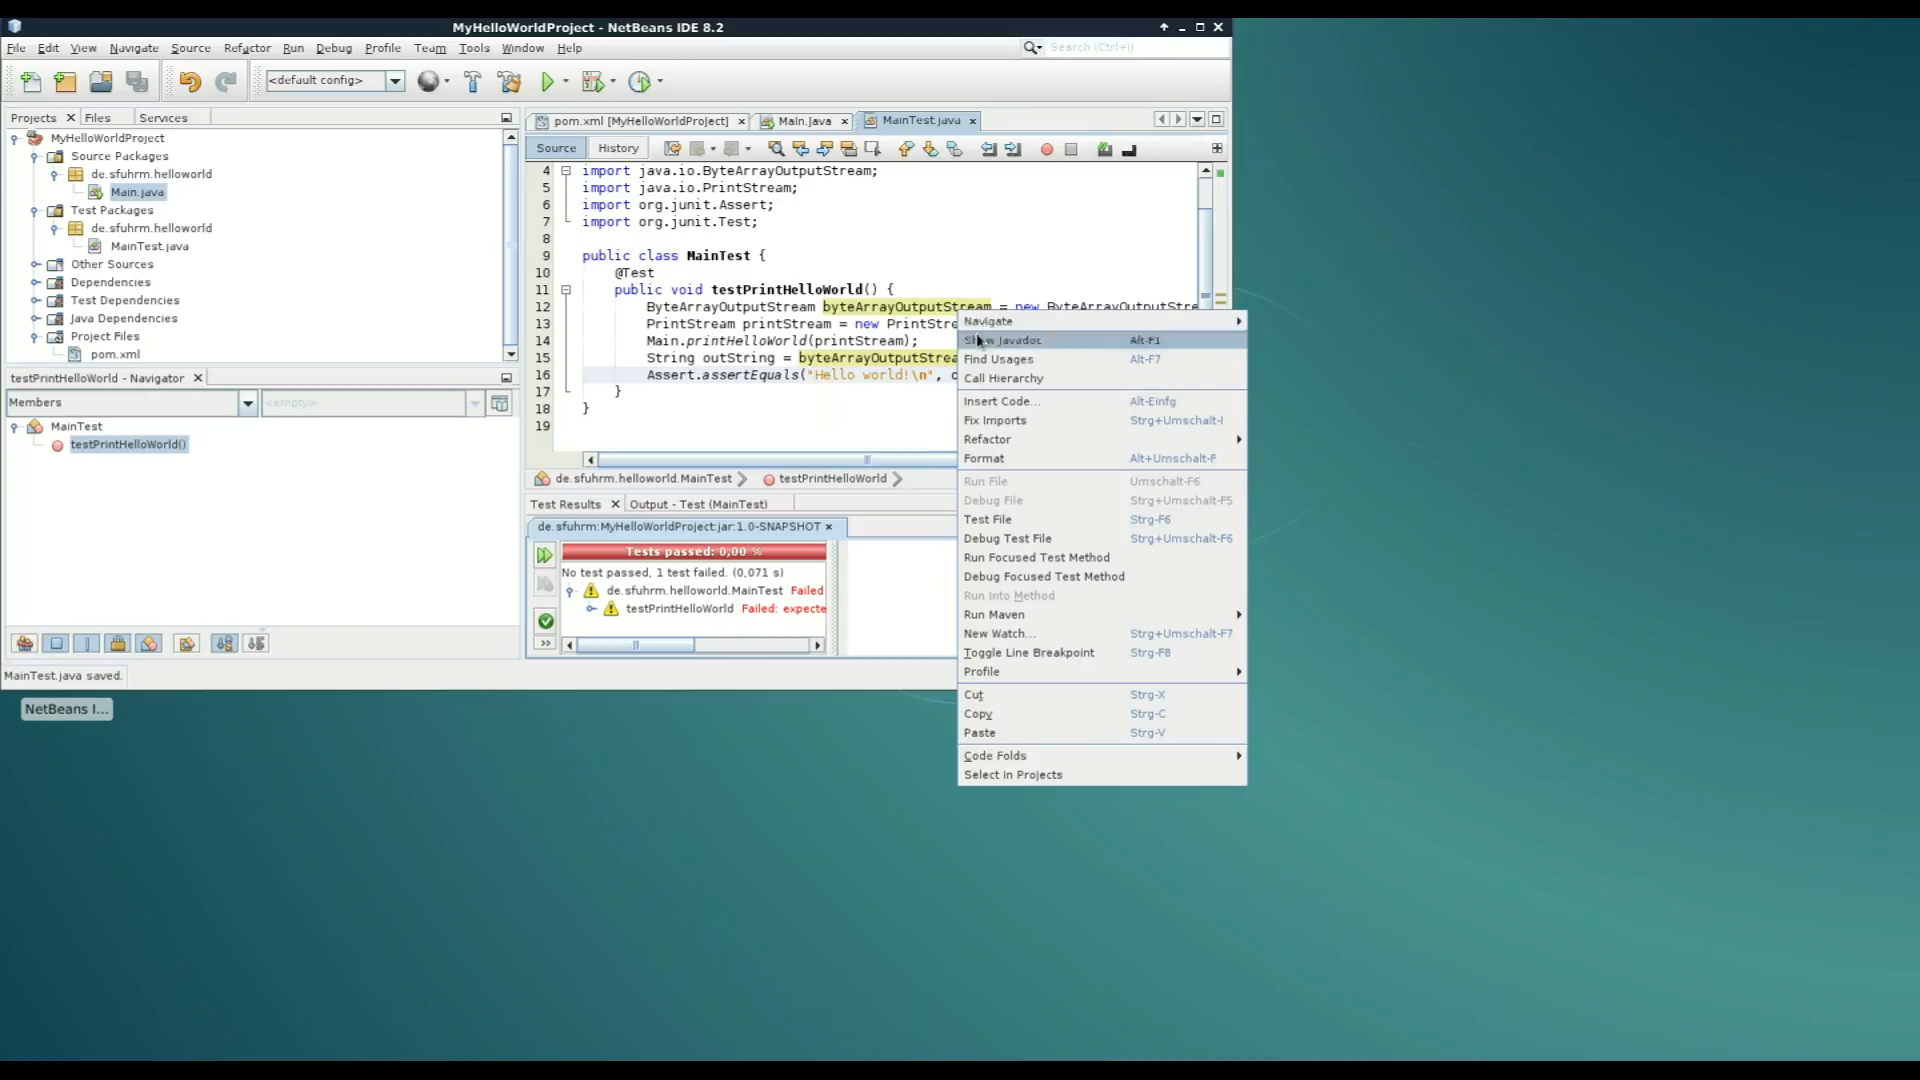 MyHelloWorldProject - NetBeans IDE 8.2
File Edit View Navigate Source Refactor Run Debug Profile Team Tools Window Help
Search (Ctrl+I)
<default config>
Projects Files Services
MyHelloWorldProject
Source Packages
de.sfuhrm.helloworld
Main.java
Test Packages
de.sfuhrm.helloworld
MainTest.java
Other Sources
Dependencies
Test Dependencies
Java Dependencies
Project Files
pom.xml
testPrintHelloWorld - Navigator
Members <empty>
MainTest
testPrintHelloWorld()
pom.xml [MyHelloWorldProject] Main.java MainTest.java
Source History
4 import java.io.ByteArrayOutputStream;
5 import java.io.PrintStream;
6 import org.junit.Assert;
7 import org.junit.Test;
8
9 public class MainTest {
10 @Test
11 public void testPrintHelloWorld() {
12 ByteArrayOutputStream byteArrayOutputStream = new ByteArrayOutputStre
13 PrintStream printStream = new PrintStre
14 Main.printHelloWorld(printStream);
15 String outString = byteArrayOutputStrea
16 Assert.assertEquals("Hello world!\n",
17 }
18 }
19
de.sfuhrm.helloworld.MainTest testPrintHelloWorld
Test Results Output - Test (MainTest)
de.sfuhrm:MyHelloWorldProject:jar:1.0-SNAPSHOT
Tests passed: 0,00 %
No test passed, 1 test failed. (0,071 s)
de.sfuhrm.helloworld.MainTest Failed
testPrintHelloWorld Failed: expecte
Navigate
Show Javadoc Alt-F1
Find Usages Alt-F7
Call Hierarchy
Insert Code... Alt-Einfg
Fix Imports Strg+Umschalt-I
Refactor
Format Alt+Umschalt-F
Run File Umschalt-F6
Debug File Strg+Umschalt-F5
Test File Strg-F6
Debug Test File Strg+Umschalt-F6
Run Focused Test Method
Debug Focused Test Method
Run Into Method
Run Maven
New Watch... Strg+Umschalt-F7
Toggle Line Breakpoint Strg-F8
Profile
Cut Strg-X
Copy Strg-C
Paste Strg-V
Code Folds
Select in Projects
MainTest.java saved.
NetBeans I...